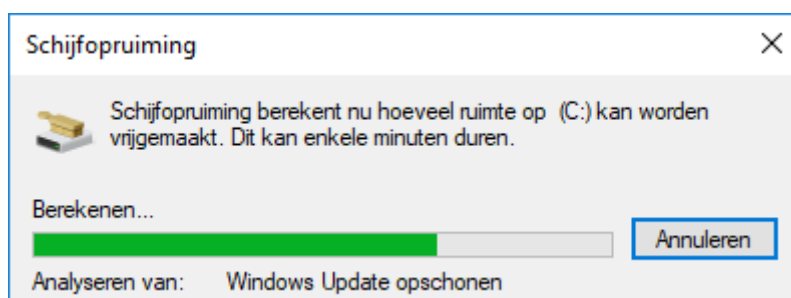 Schijfopruiming
Schijfopruiming berekent nu hoeveel ruimte op (C:) kan worden
vrijgemaakt. Dit kan enkele minuten duren.
Berekenen...
Annuleren
Analyseren van: Windows Update opschonen